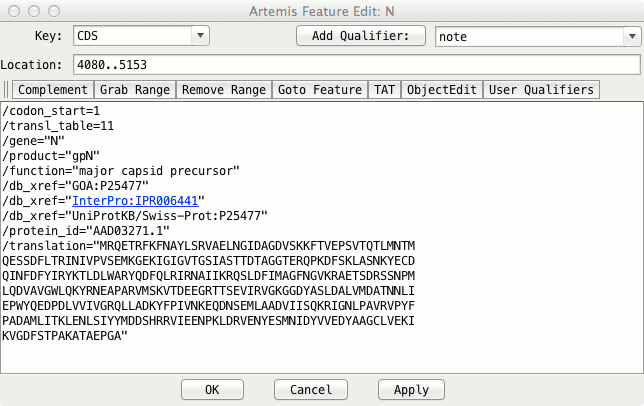 Artemis Feature Edit: N
Key: CDS Add Qualifier: note
Location: 4080..5153
Complement Grab Range Remove Range Goto Feature TAT ObjectEdit User Qualifiers
/codon_start=1
/transl_table=11
/gene="N"
/product="gpN"
/function="major capsid precursor"
/db_xref="GOA:P25477"
/db_xref="InterPro:IPR006441"
/db_xref="UniProtKB/Swiss-Prot:P25477"
/protein_id="AAD03271.1"
/translation="MRQETRFKFNAYLSRVAELNGIDAGDVSKKFTVEPSVTQTLMNTM
QESSDFLTRINIVPVSEMKGEKIGIGVTGSIASTTDTAGGTERQPKDFSKLASNKYECD
QINFDFYIRYKTLDLWARYQDFQLRIRNAIIKRQSLDFIMAGFNGVKRAETSDRSSNPM
LQDVAVGWLQKYRNEAPARVMSKVTDEEGRTTSEVIRVGKGGDYASLDALVMDATNNLI
EPWYQEDPDLVVIVGRQLLADKYFPIVNKEQDNSEMLAADVIISQKRIGNLPAVRVPYF
PADAMLITKLENLSIYYMDDSHRRVIEENPKLDRVENYESMNIDYVVEDYAAGCLVEKI
KVGDFSTPAKATAEPGA"
OK Cancel Apply